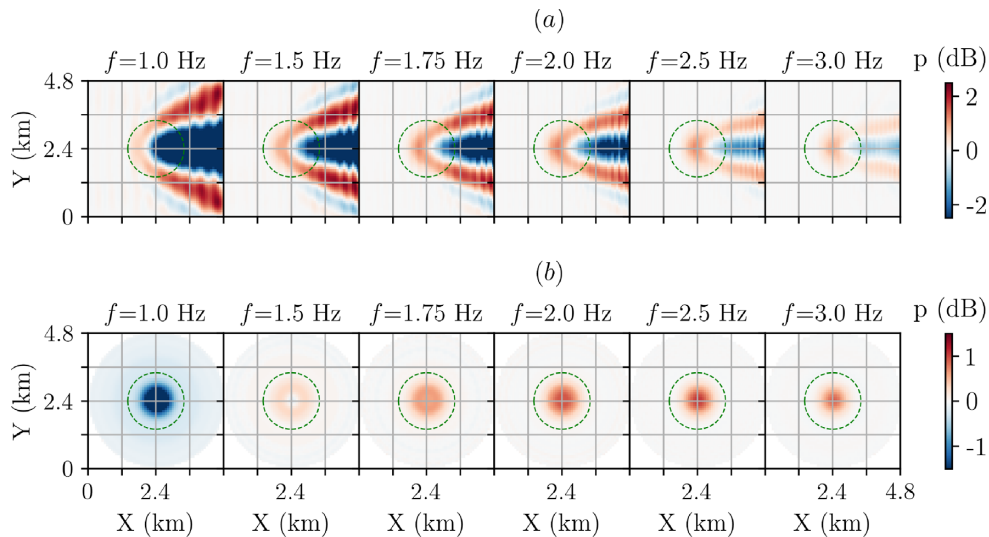 (a)
f=1.0 Hz f=1.5 Hz f=1.75 Hz f=2.0 Hz f=2.5 Hz f=3.0 Hz p (dB)
4.8
2.4
0
Y (km)
2
0
-2
(b)
f=1.0 Hz f=1.5 Hz f=1.75 Hz f=2.0 Hz f=2.5 Hz f=3.0 Hz p (dB)
4.8
2.4
0
Y (km)
1
0
-1
0 2.4 2.4 2.4 2.4 2.4 2.4 4.8
X (km) X (km) X (km) X (km) X (km) X (km)